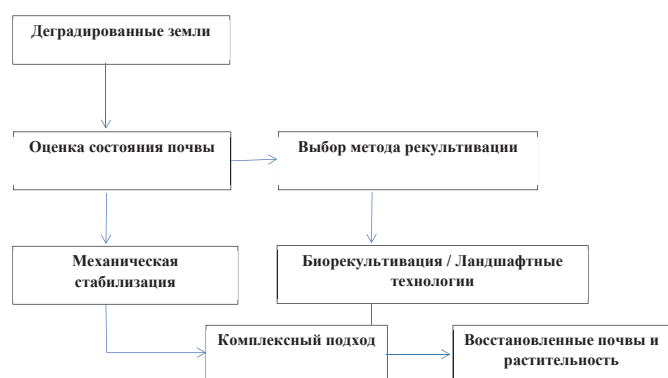 Деградированные земли
Оценка состояния почвы
Выбор метода рекультивации
Механическая
стабилизация
Биорекультивация / Ландшафтные
технологии
Комплексный подход
Восстановленные почвы и
растительность